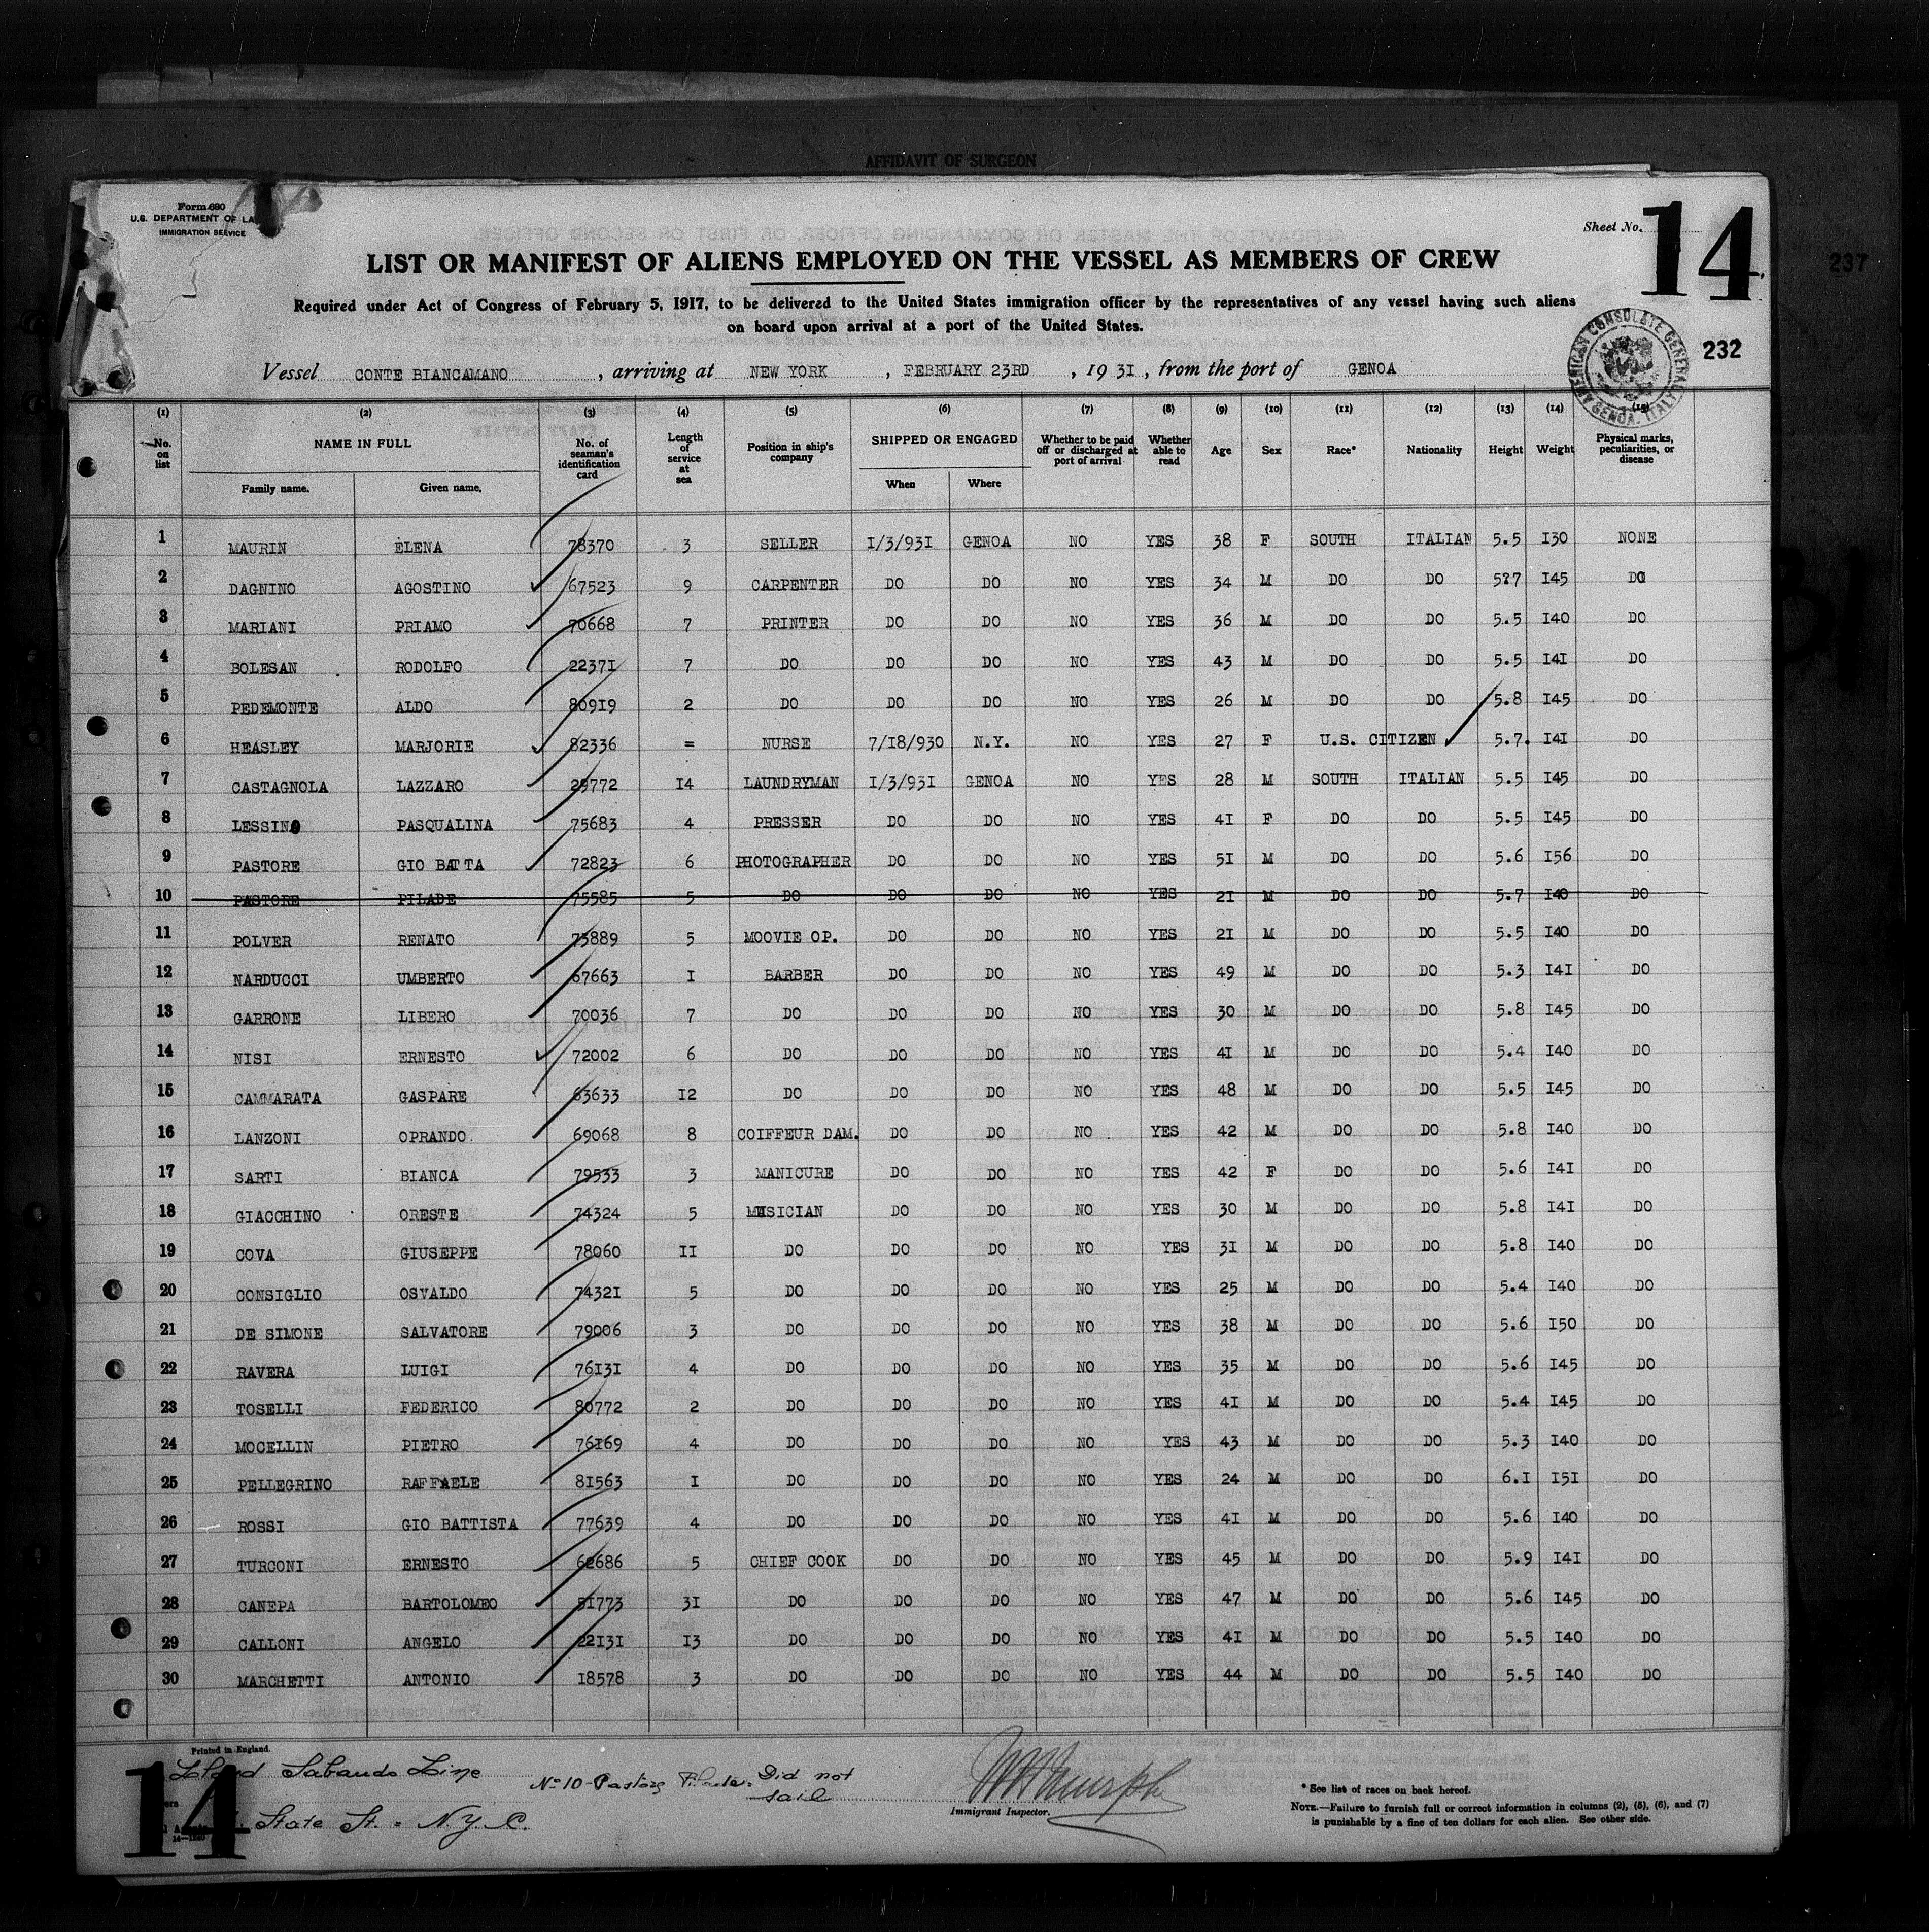 AFFIDAVIT OF SURGEON
Form 680
U.S. DEPARTMENT OF LA
IMMIGRATION SERVICE
Sheet No. 14
237
LIST OR MANIFEST OF ALIENS EMPLOYED ON THE VESSEL AS MEMBERS OF CREW
Required under Act of Congress of February 5, 1917, to be delivered to the United States immigration officer by the representatives of any vessel having such aliens
on board upon arrival at a port of the United States.
AMERICAN CONSULATE GENERAL GENOA, ITALY
232
Vessel CONTE BIANCAMANO, arriving at NEW YORK, FEBRUARY 23RD, 1931, from the port of GENOA
(1) (2) (3) (4) (5) (6) (7) (8) (9) (10) (11) (12) (13) (14) (15)
No. on list NAME IN FULL Family name. Given name. No. of seaman's identification card Length of service at sea Position in ship's company SHIPPED OR ENGAGED When Where Whether to be paid off or discharged at port of arrival Whether able to read Age Sex Race* Nationality Height Weight Physical marks, peculiarities, or disease
1 MAURIN ELENA 78370 3 SELLER 1/3/931 GENOA NO YES 38 F SOUTH ITALIAN 5.5 130 NONE
2 DAGNINO AGOSTINO 67523 9 CARPENTER DO DO NO YES 34 M DO DO 5?7 145 DO
3 MARIANI PRIAMO 70668 7 PRINTER DO DO NO YES 36 M DO DO 5.5 140 DO
4 BOLESAN RODOLFO 22371 7 DO DO DO NO YES 43 M DO DO 5.5 141 DO
5 PEDEMONTE ALDO 80919 2 DO DO DO NO YES 26 M DO DO 5.8 145 DO
6 HEASLEY MARJORIE 82336 = NURSE 7/18/930 N.Y. NO YES 27 F U.S. CITIZEN 5.7. 141 DO
7 CASTAGNOLA LAZZARO 29772 14 LAUNDRYMAN 1/3/931 GENOA NO YES 28 M SOUTH ITALIAN 5.5 145 DO
8 LESSINO PASQUALINA 75683 4 PRESSER DO DO NO YES 41 F DO DO 5.5 145 DO
9 PASTORE GIO BATTA 72823 6 PHOTOGRAPHER DO DO NO YES 51 M DO DO 5.6 156 DO
10 PASTORE PILADE 75585 5 DO DO DO NO YES 21 M DO DO 5.7 140 DO
11 POLVER RENATO 73889 5 MOOVIE OP. DO DO NO YES 21 M DO DO 5.5 140 DO
12 NARDUCCI UMBERTO 67663 1 BARBER DO DO NO YES 49 M DO DO 5.3 141 DO
13 GARRONE LIBERO 70036 7 DO DO DO NO YES 30 M DO DO 5.8 145 DO
14 NISI ERNESTO 72002 6 DO DO DO NO YES 41 M DO DO 5.4 140 DO
15 CAMMARATA GASPARE 63633 12 DO DO DO NO YES 48 M DO DO 5.5 145 DO
16 LANZONI OPRANDO 69068 8 COIFFEUR DAM. DO DO NO YES 42 M DO DO 5.8 140 DO
17 SARTI BIANCA 79533 3 MANICURE DO DO NO YES 42 F DO DO 5.6 141 DO
18 GIACCHINO ORESTE 74324 5 MUSICIAN DO DO NO YES 30 M DO DO 5.8 141 DO
19 COVA GIUSEPPE 78060 11 DO DO DO NO YES 31 M DO DO 5.8 140 DO
20 CONSIGLIO OSVALDO 74321 5 DO DO DO NO YES 25 M DO DO 5.4 140 DO
21 DE SIMONE SALVATORE 79006 3 DO DO DO NO YES 38 M DO DO 5.6 150 DO
22 RAVERA LUIGI 76131 4 DO DO DO NO YES 35 M DO DO 5.6 145 DO
23 TOSELLI FEDERICO 80772 2 DO DO DO NO YES 41 M DO DO 5.4 145 DO
24 MOCELLIN PIETRO 76169 4 DO DO DO NO YES 43 M DO DO 5.3 140 DO
25 PELLEGRINO RAFFAELE 81563 1 DO DO DO NO YES 24 M DO DO 6.1 151 DO
26 ROSSI GIO BATTISTA 77639 4 DO DO DO NO YES 41 M DO DO 5.6 140 DO
27 TURCONI ERNESTO 62686 5 CHIEF COOK DO DO NO YES 45 M DO DO 5.9 141 DO
28 CANEPA BARTOLOMEO 51773 31 DO DO DO NO YES 47 M DO DO 5.6 145 DO
29 CALLONI ANGELO 22131 13 DO DO DO NO YES 41 M DO DO 5.5 140 DO
30 MARCHETTI ANTONIO 18578 3 DO DO DO NO YES 44 M DO DO 5.5 140 DO
Printed in England.
Lloyd Sabaudo Line
No 10 - Pastore Pilade. Did not
sail
Immigrant Inspector.
State St. = N.Y.C.
14
* See list of races on back hereof.
NOTE.—Failure to furnish full or correct information in columns (2), (5), (6), and (7)
is punishable by a fine of ten dollars for each alien. See other side.